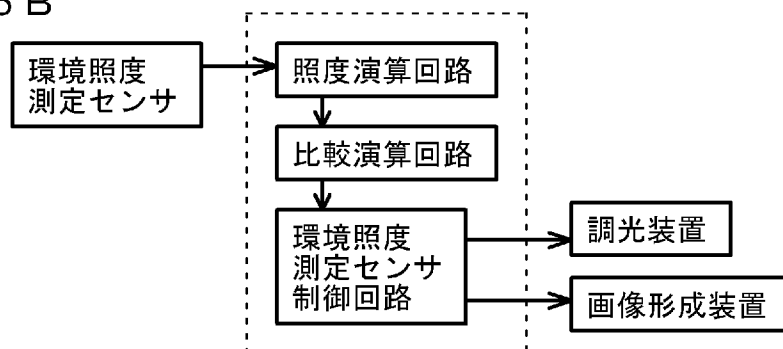 B
環境照度
測定センサ
照度演算回路
比較演算回路
環境照度
測定センサ
制御回路
調光装置
画像形成装置